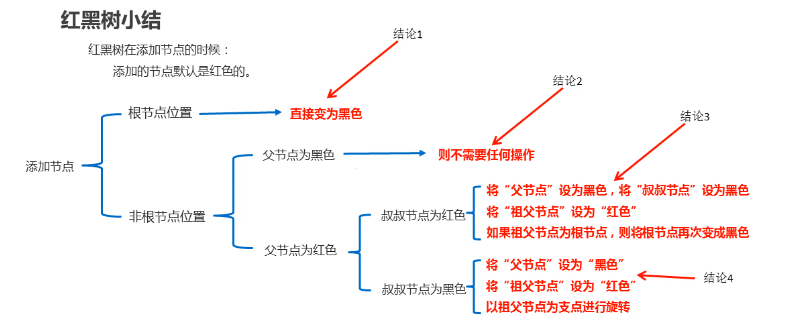 红黑树小结
红黑树在添加节点的时候：
添加的节点默认是红色的。
结论1
结论2
结论3
根节点位置
直接变为黑色
父节点为黑色
则不需要任何操作
添加节点
非根节点位置
将“父节点”设为黑色，将“叔叔节点”设为黑色
叔叔节点为红色
将“祖父节点”设为“红色”
如果祖父节点为根节点，则将根节点再次变成黑色
父节点为红色
将“父节点”设为“黑色”
结论4
叔叔节点为黑色
将“祖父节点”设为“红色”
以祖父节点为支点进行旋转